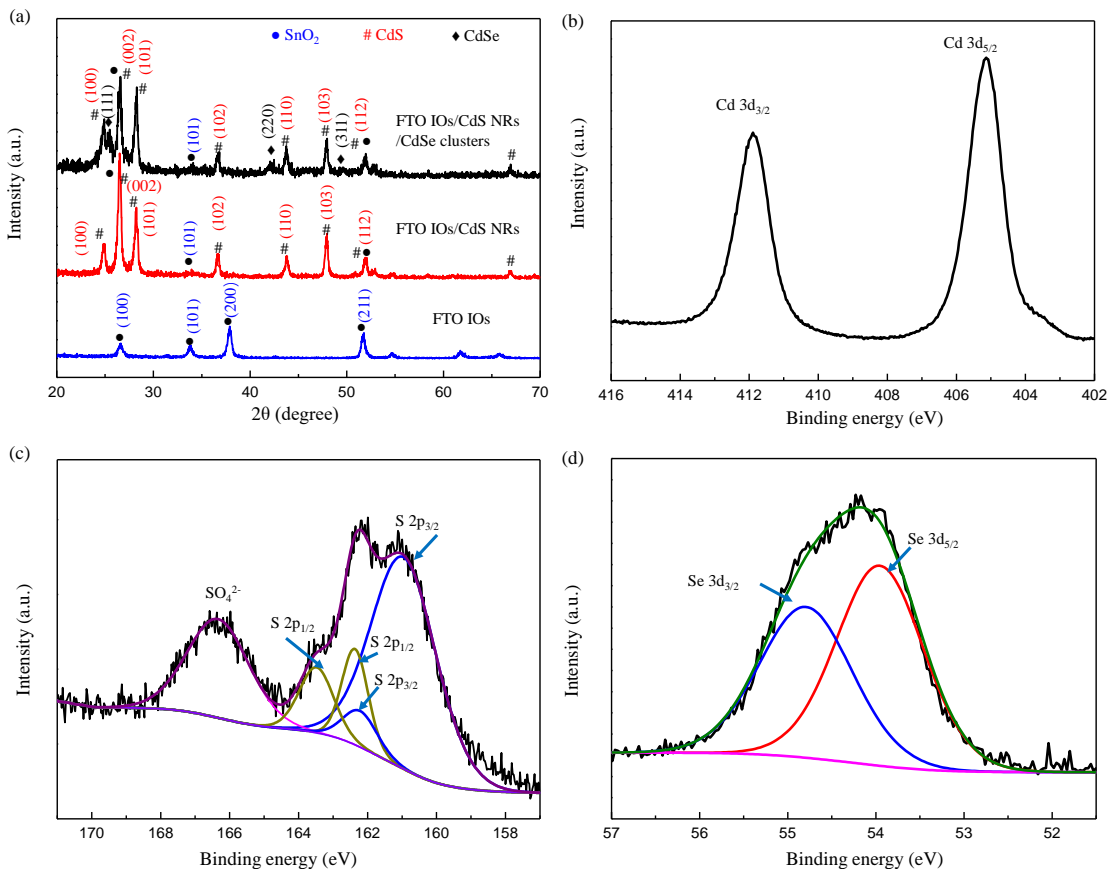 (a)
● SnO₂ # CdS ♦ CdSe
(100)
#
(111)
♦
●
(002)
#
(101)
#
(101)
●
(102)
#
(220)
♦
(110)
#
(103)
#
(311)
♦
(112)
# ●
#
FTO IOs/CdS NRs
/CdSe clusters
(100)
#
●
#
(002)
#
(101)
(101)
●
(102)
#
(110)
#
(103)
#
(112)
# ●
#
FTO IOs/CdS NRs
(100)
●
(101)
●
(200)
●
(211)
●
FTO IOs
Intensity (a.u.)
20 30 40 50 60 70
2θ (degree)
(b)
Cd 3d₃/₂
Cd 3d₅/₂
Intensity (a.u.)
416 414 412 410 408 406 404 402
Binding energy (eV)
(c)
SO₄²⁻
S 2p₃/₂
S 2p₁/₂
S 2p₁/₂
S 2p₃/₂
Intensity (a.u.)
170 168 166 164 162 160 158
Binding energy (eV)
(d)
Se 3d₃/₂
Se 3d₅/₂
Intensity (a.u.)
57 56 55 54 53 52
Binding energy (eV)